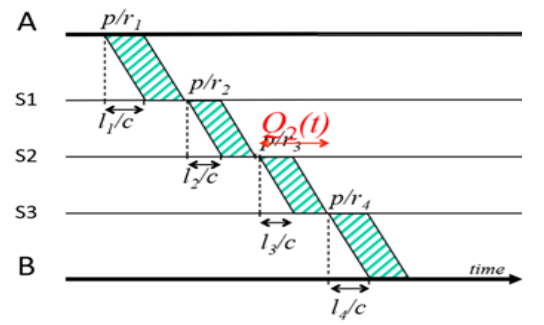 A
p/r₁
p/r₂
S1
l₁/c
Q₂(t)
p/r₃
S2
l₂/c
p/r₄
S3
l₃/c
B
time
l₄/c